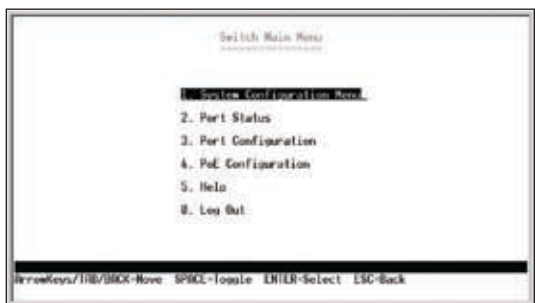 Switch Main Menu
1. System Configuration Menu
2. Port Status
3. Port Configuration
4. PoE Configuration
5. Help
0. Log Out
ArrowKeys/TAB/BACK=Move SPACE=Toggle ENTER=Select ESC=Back